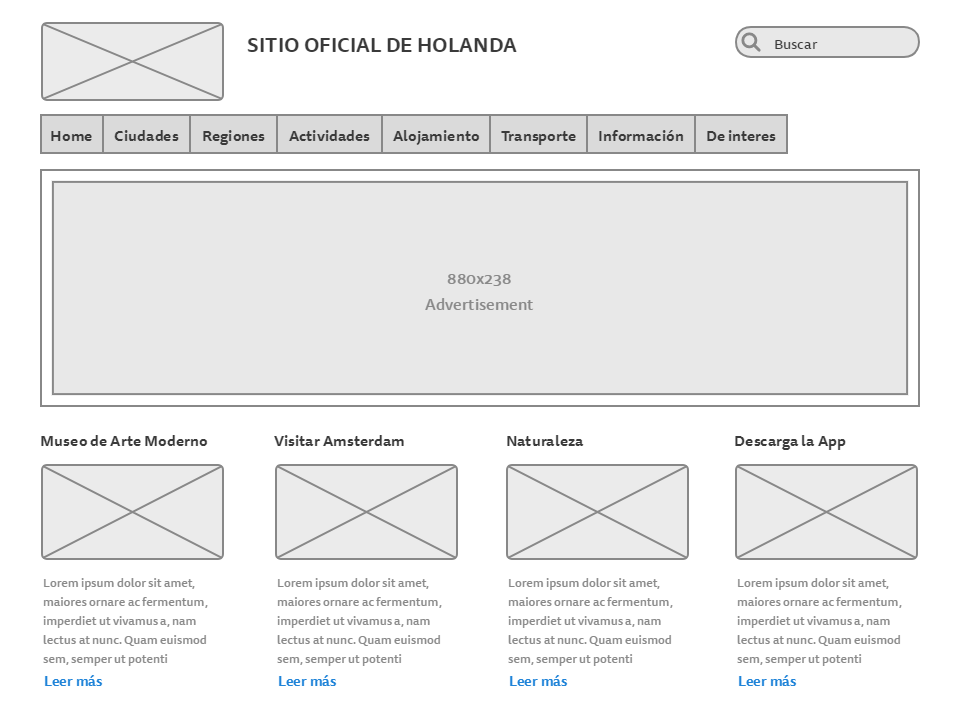 SITIO OFICIAL DE HOLANDA
Buscar
Home Ciudades Regiones Actividades Alojamiento Transporte Información De interes
880x238
Advertisement
Museo de Arte Moderno
Lorem ipsum dolor sit amet,
maiores ornare ac fermentum,
imperdiet ut vivamus a, nam
lectus at nunc. Quam euismod
sem, semper ut potenti
Leer más
Visitar Amsterdam
Lorem ipsum dolor sit amet,
maiores ornare ac fermentum,
imperdiet ut vivamus a, nam
lectus at nunc. Quam euismod
sem, semper ut potenti
Leer más
Naturaleza
Lorem ipsum dolor sit amet,
maiores ornare ac fermentum,
imperdiet ut vivamus a, nam
lectus at nunc. Quam euismod
sem, semper ut potenti
Leer más
Descarga la App
Lorem ipsum dolor sit amet,
maiores ornare ac fermentum,
imperdiet ut vivamus a, nam
lectus at nunc. Quam euismod
sem, semper ut potenti
Leer más